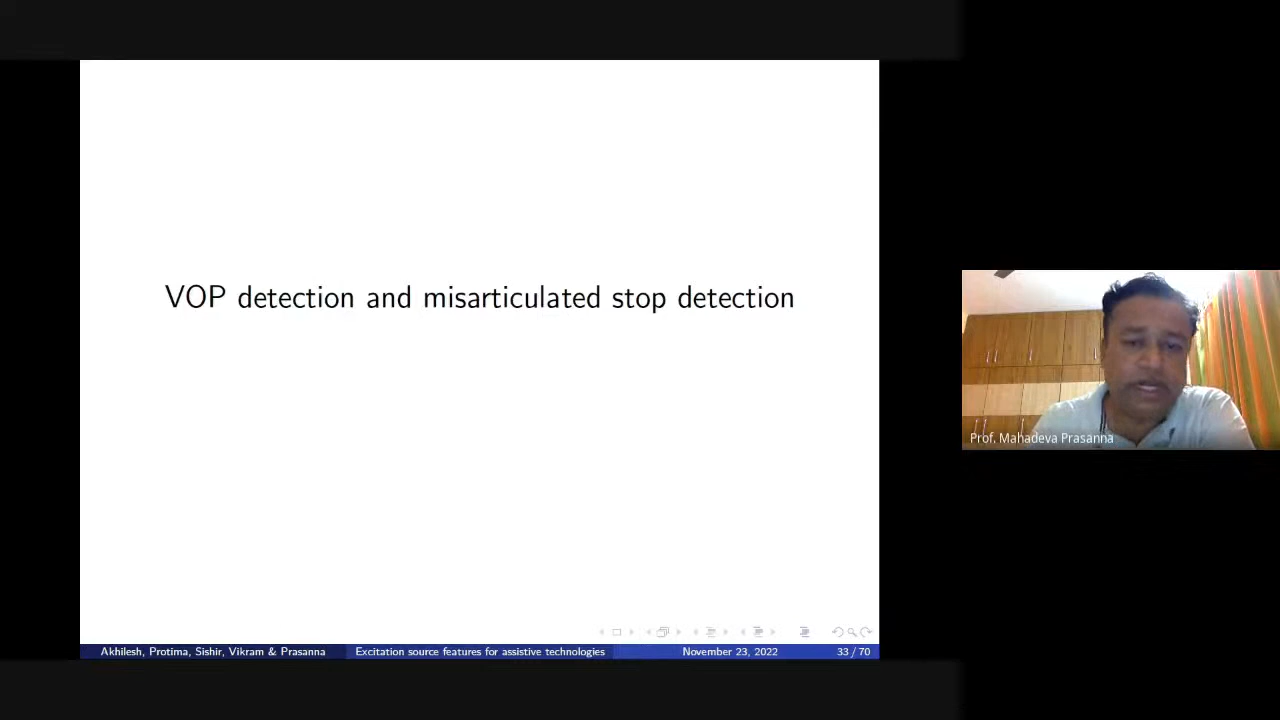 VOP detection and misarticulated stop detection
Prof. Mahadeva Prasanna
Akhilesh, Protima, Sishir, Vikram & Prasanna Excitation source features for assistive technologies November 23, 2022 33 / 70